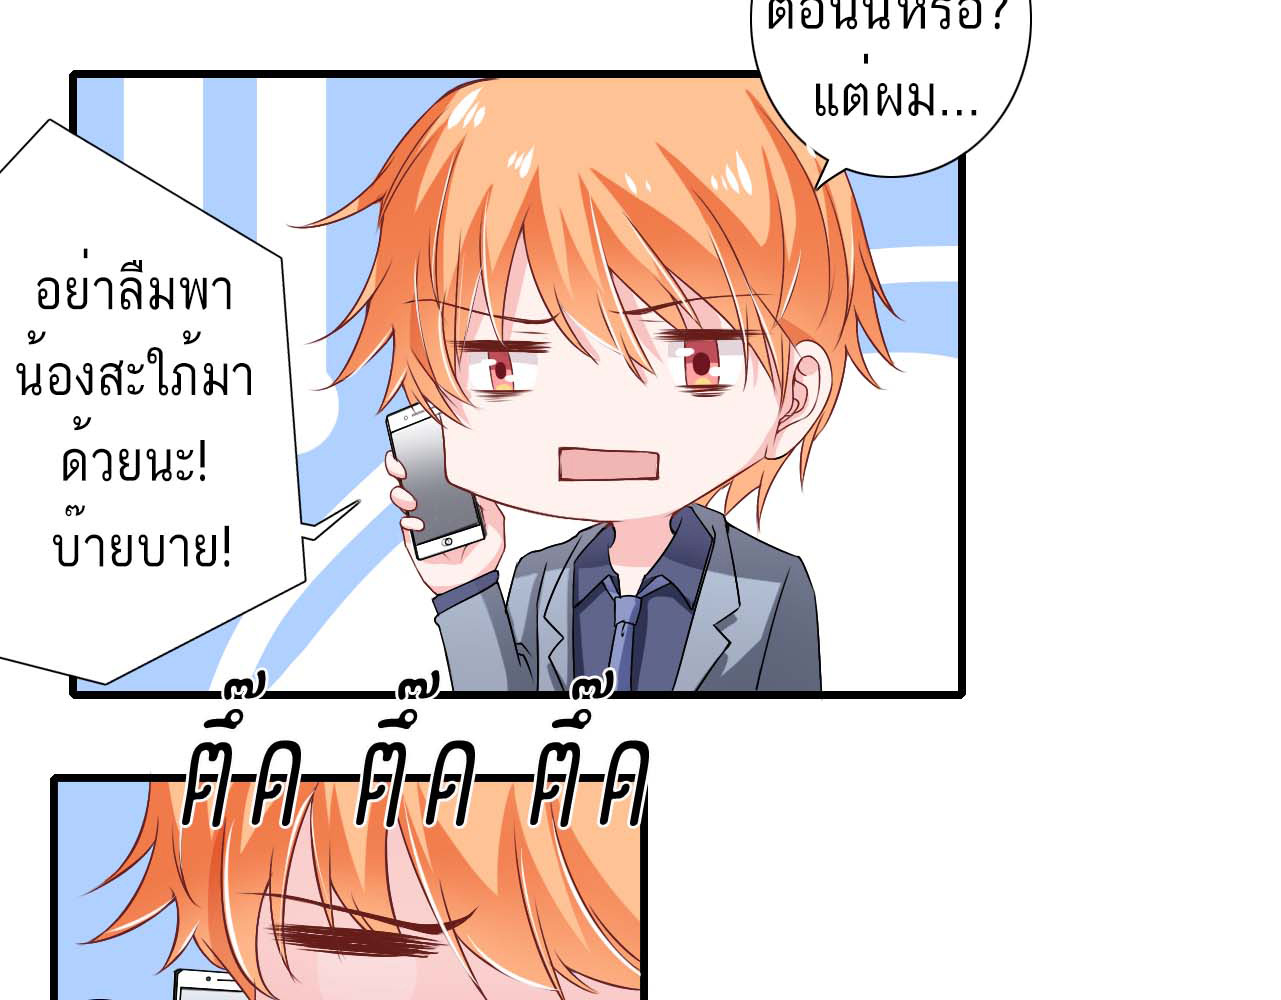 ตอนนี้หรอ?
แต่ผม...
อย่าลืมพา
น้องสะใภ้มา
ด้วยนะ!
บ๊ายบาย!
ตึ๊ด ตึ๊ด ตึ๊ด